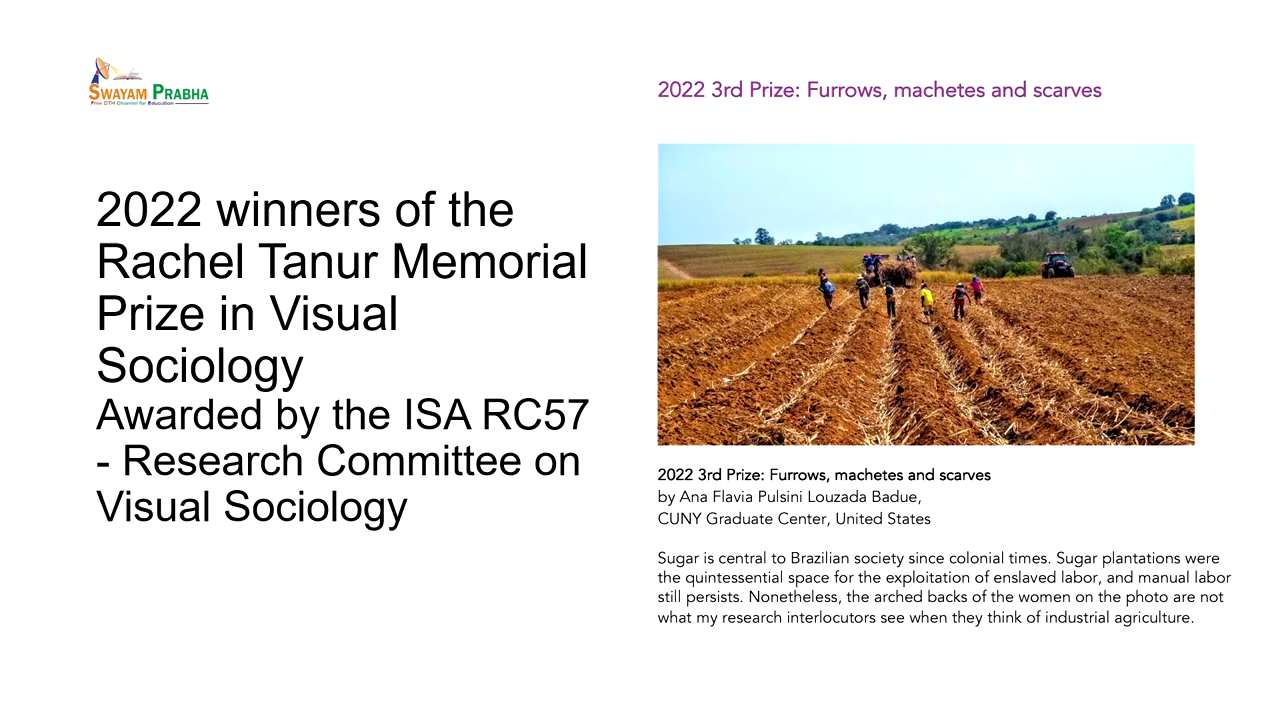 SWAYAM PRABHA
Free DTH Channel for Education
2022 winners of the
Rachel Tanur Memorial
Prize in Visual
Sociology
Awarded by the ISA RC57
- Research Committee on
Visual Sociology
2022 3rd Prize: Furrows, machetes and scarves
2022 3rd Prize: Furrows, machetes and scarves
by Ana Flavia Pulsini Louzada Badue,
CUNY Graduate Center, United States
Sugar is central to Brazilian society since colonial times. Sugar plantations were
the quintessential space for the exploitation of enslaved labor, and manual labor
still persists. Nonetheless, the arched backs of the women on the photo are not
what my research interlocutors see when they think of industrial agriculture.